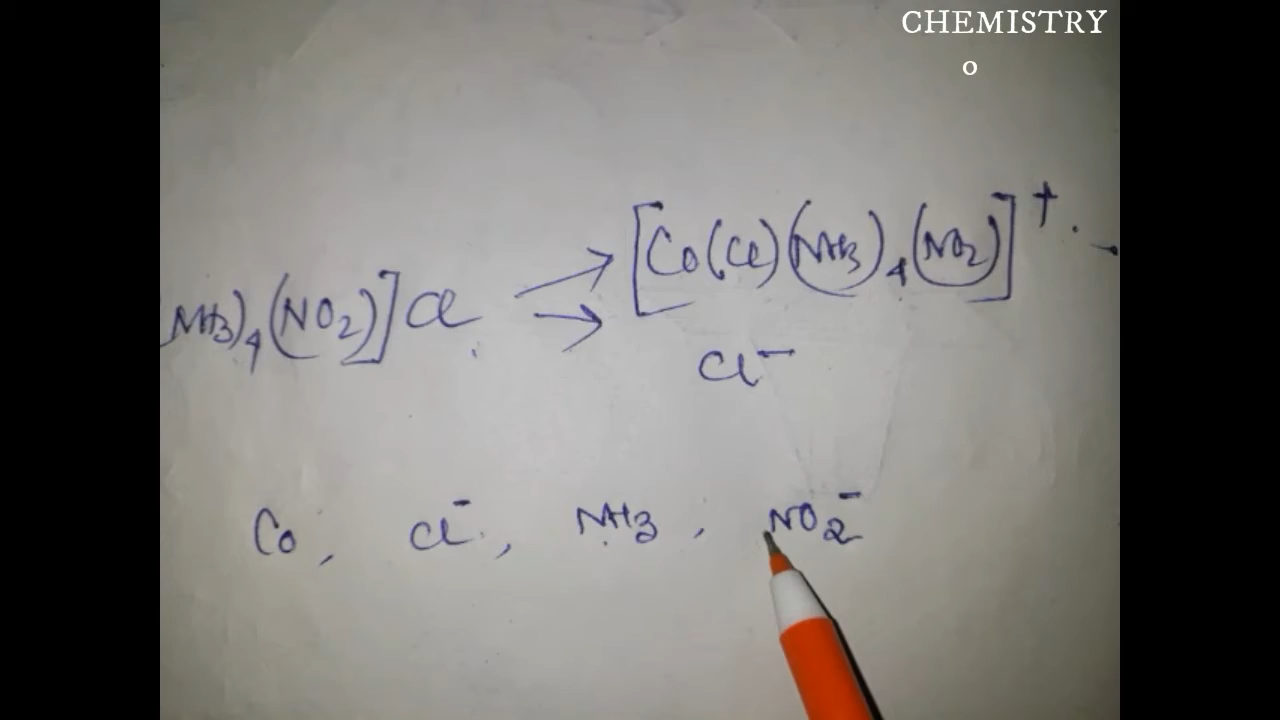 CHEMISTRY
o
[Co(Cl)(NH3)4(NO2)]+.
NH3)4(NO2)]Cl
Cl-
Co, Cl-, NH3, NO2-